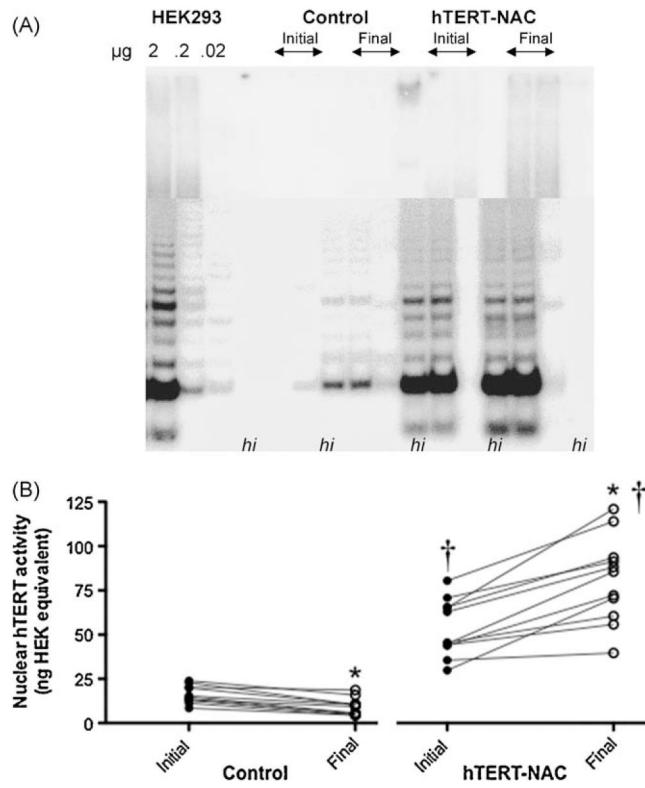 (A)
HEK293 Control hTERT-NAC
Initial Final Initial Final
µg 2 .2 .02
hi hi hi hi hi
(B)
Nuclear hTERT activity
(ng HEK equivalent)
125
100
75
50
25
0
*
†
* †
Initial Final Initial Final
Control hTERT-NAC